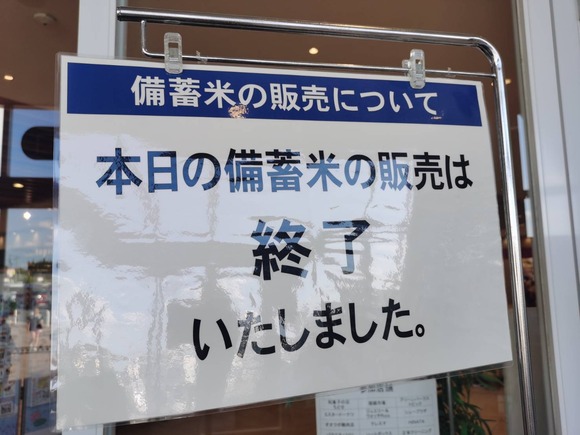 備蓄米の販売について
本日の備蓄米の販売は
終了
いたしました。